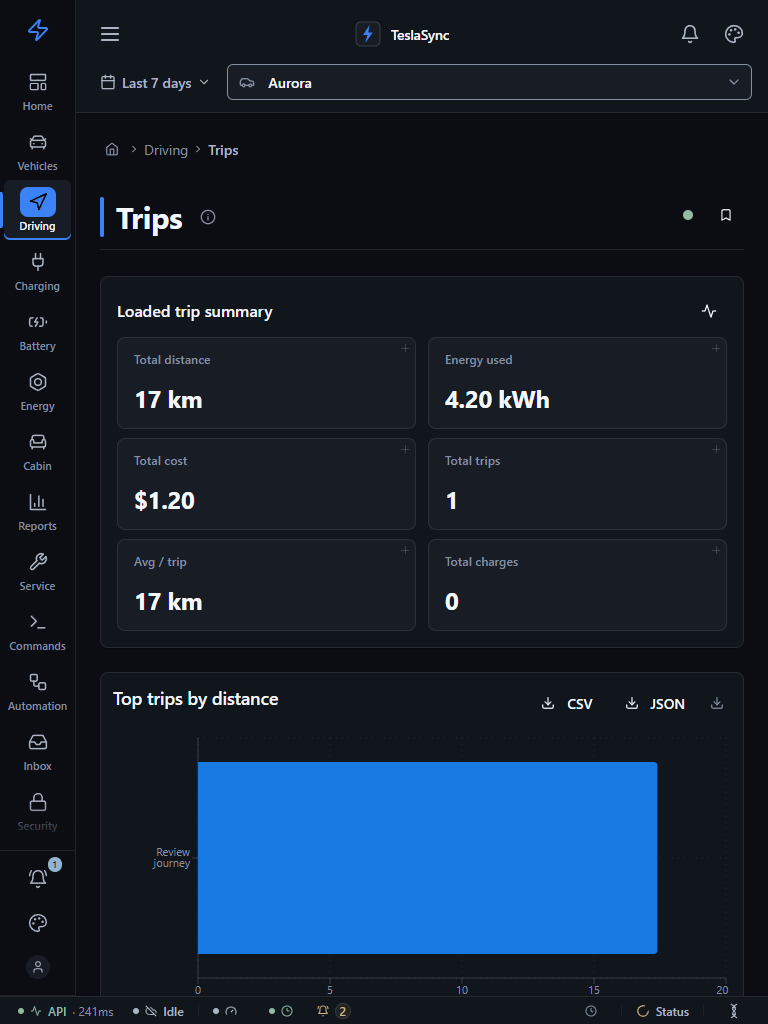 TeslaSync
Last 7 days
Aurora
Home
Vehicles
Driving
Charging
Battery
Energy
Cabin
Reports
Service
Commands
Automation
Inbox
Security
1
Driving
Trips
Trips
Loaded trip summary
Total distance
17 km
Energy used
4.20 kWh
Total cost
$1.20
Total trips
1
Avg / trip
17 km
Total charges
0
Top trips by distance
CSV
JSON
Review
journey
0 5 10 15 20
API · 241ms
Idle
2
Status